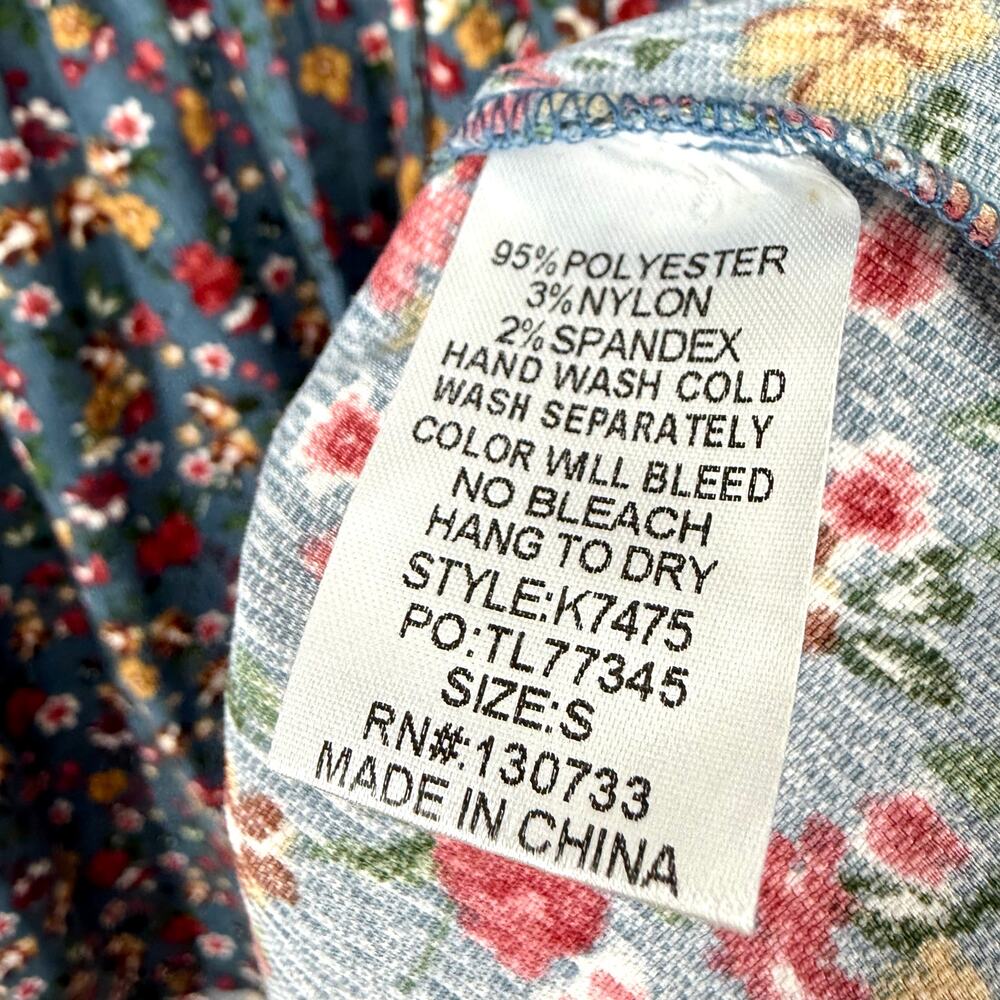 95% POLYESTER
3% NYLON
2% SPANDEX
HAND WASH COLD
WASH SEPARATELY
COLOR WILL BLEED
NO BLEACH
HANG TO DRY
STYLE:K7475
PO:TL77345
SIZE:S
RN#:130733
MADE IN CHINA